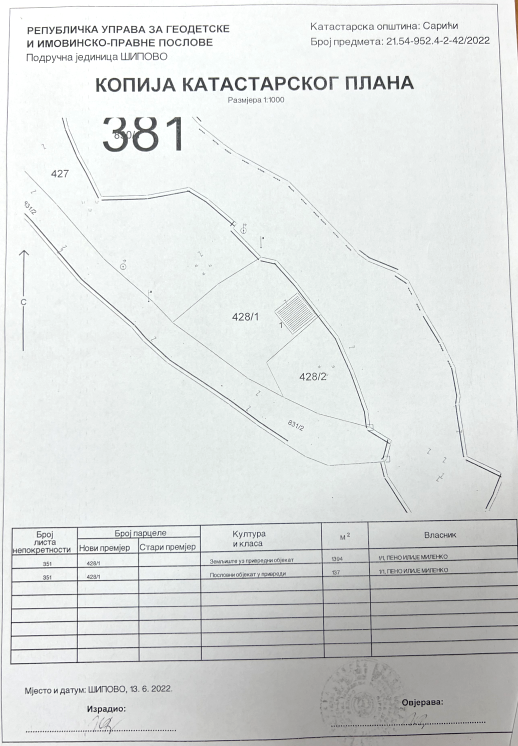 РЕПУБЛИЧКА УПРАВА ЗА ГЕОДЕТСКЕ
И ИМОВИНСКО-ПРАВНЕ ПОСЛОВЕ
Подручна јединица ШИПОВО
Катастарска општина: Сарићи
Број предмета: 21.54-952.4-2-42/2022
КОПИЈА КАТАСТАРСКОГ ПЛАНА
Размјера 1:1000
381
427
831/2
С
428/1
1
428/2
831/2
Број листа непокретности
Број парцеле
Нови премјер
Стари премјер
Култура и класа
м 2
Власник
351 428/1 Земљиште уз привредни објекат 1394 1/1, ПЕНО ИЛИЈЕ МИЛЕНКО
351 428/1 Пословни објекат у привреди 157 1/1, ПЕНО ИЛИЈЕ МИЛЕНКО
Мјесто и датум: ШИПОВО, 13. 6. 2022.
Израдио:
Овјерава: